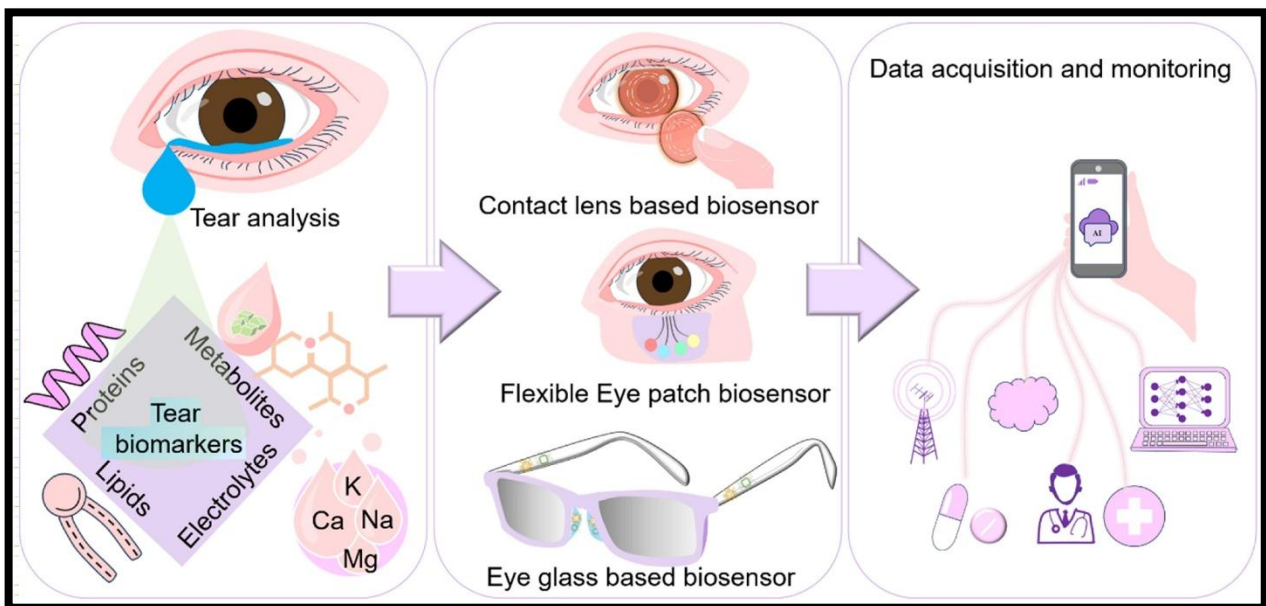 Tear analysis
Proteins
Metabolites
Tear
biomarkers
Lipids
Electrolytes
K
Ca
Na
Mg
Contact lens based biosensor
Flexible Eye patch biosensor
Eye glass based biosensor
Data acquisition and monitoring
AI